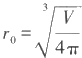 r₀ = ∛(V / 4π)